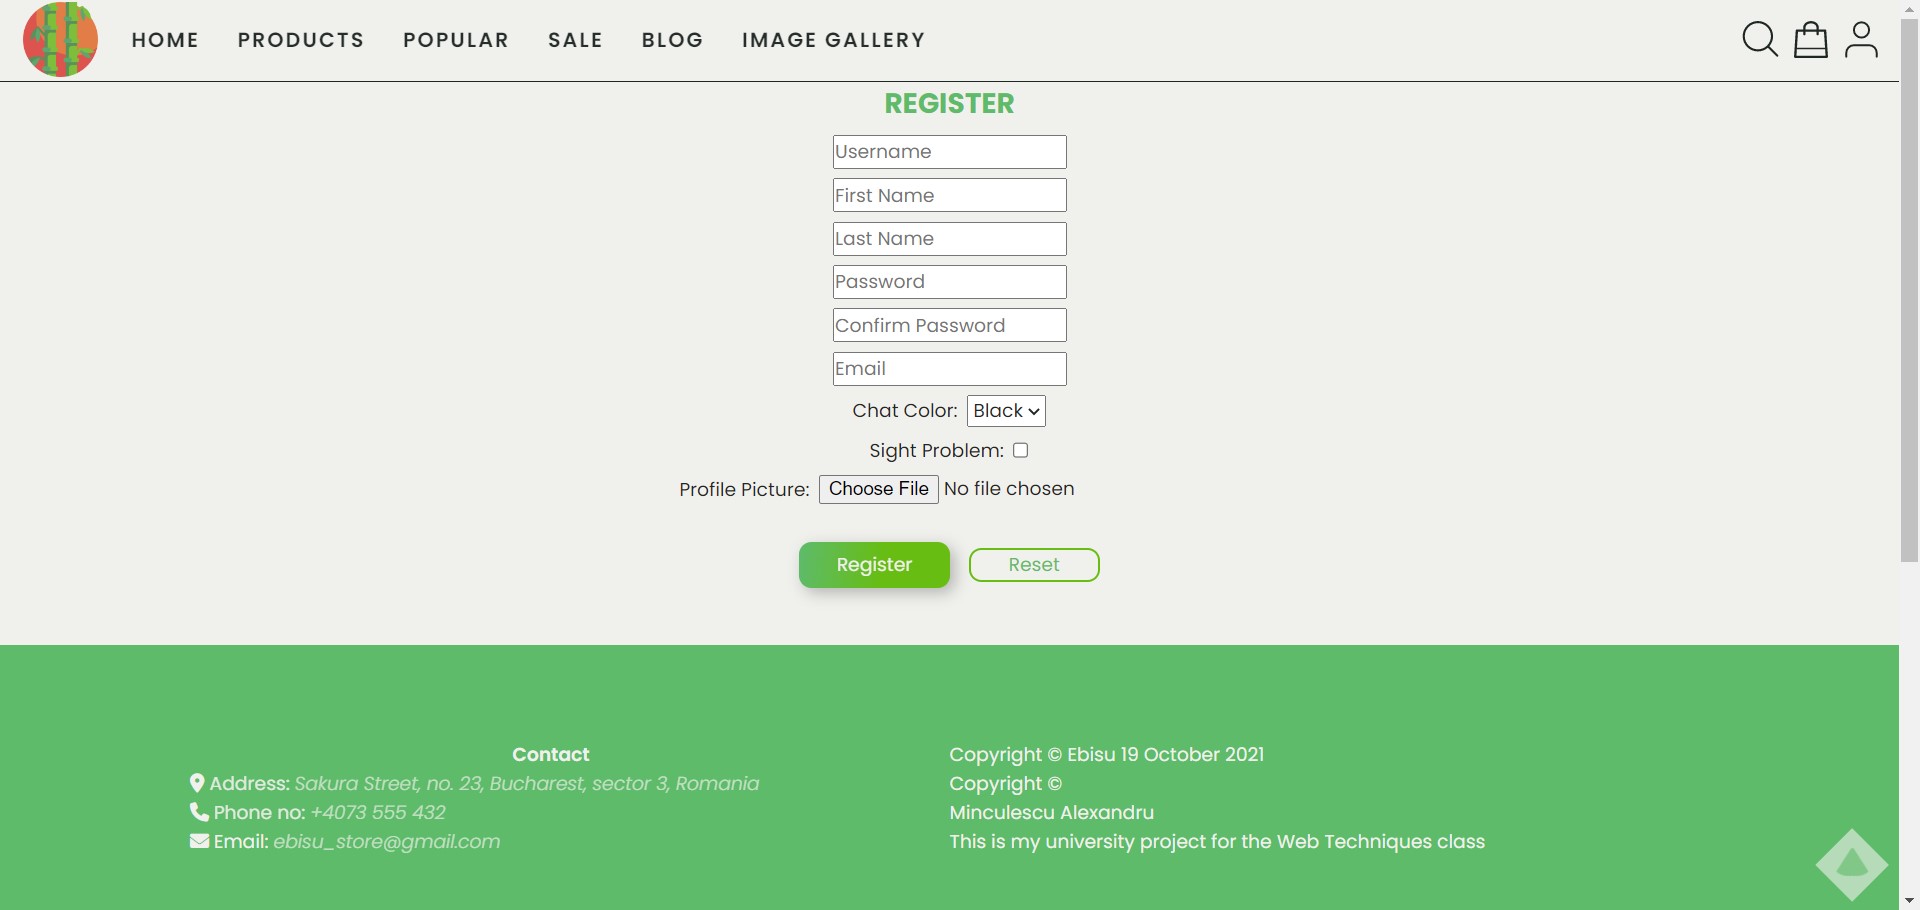 HOME PRODUCTS POPULAR SALE BLOG IMAGE GALLERY
REGISTER
Username
First Name
Last Name
Password
Confirm Password
Email
Chat Color: Black
Sight Problem:
Profile Picture: Choose File No file chosen
Register Reset
Contact
Address: Sakura Street, no. 23, Bucharest, sector 3, Romania
Phone no: +4073 555 432
Email: ebisu_store@gmail.com
Copyright © Ebisu 19 October 2021
Copyright ©
Minculescu Alexandru
This is my university project for the Web Techniques class